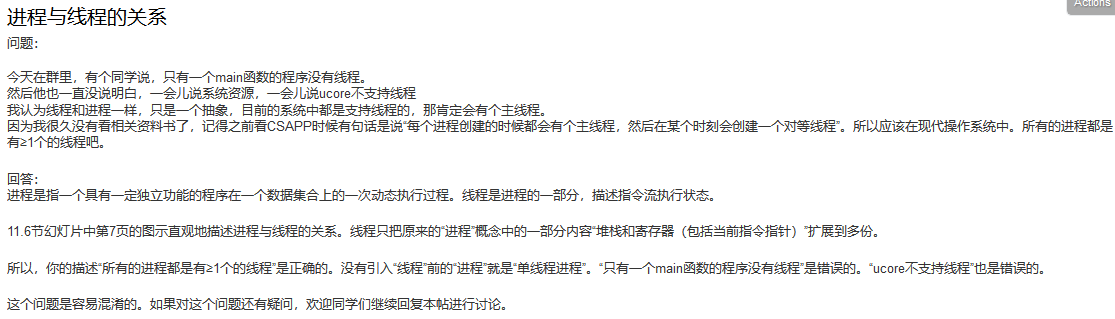 Actions
进程与线程的关系
问题：
今天在群里，有个同学说，只有一个main函数的程序没有线程。
然后他也一直没说明白，一会儿说系统资源，一会儿说ucore不支持线程
我认为线程和进程一样，只是一个抽象，目前的系统中都是支持线程的，那肯定会有个主线程。
因为我很久没有看相关资料书了，记得之前看CSAPP时候有句话是说“每个进程创建的时候都会有个主线程，然后在某个时刻会创建一个对等线程”。所以应该在现代操作系统中。所有的进程都是
有≥1个的线程吧。
回答：
进程是指一个具有一定独立功能的程序在一个数据集合上的一次动态执行过程。线程是进程的一部分，描述指令流执行状态。
11.6节幻灯片中第7页的图示直观地描述进程与线程的关系。线程只把原来的“进程”概念中的一部分内容“堆栈和寄存器（包括当前指令指针）”扩展到多份。
所以，你的描述“所有的进程都是有≥1个的线程”是正确的。没有引入“线程”前的“进程”就是“单线程进程”。“只有一个main函数的程序没有线程”是错误的。“ucore不支持线程”也是错误的。
这个问题是容易混淆的。如果对这个问题还有疑问，欢迎同学们继续回复本帖进行讨论。